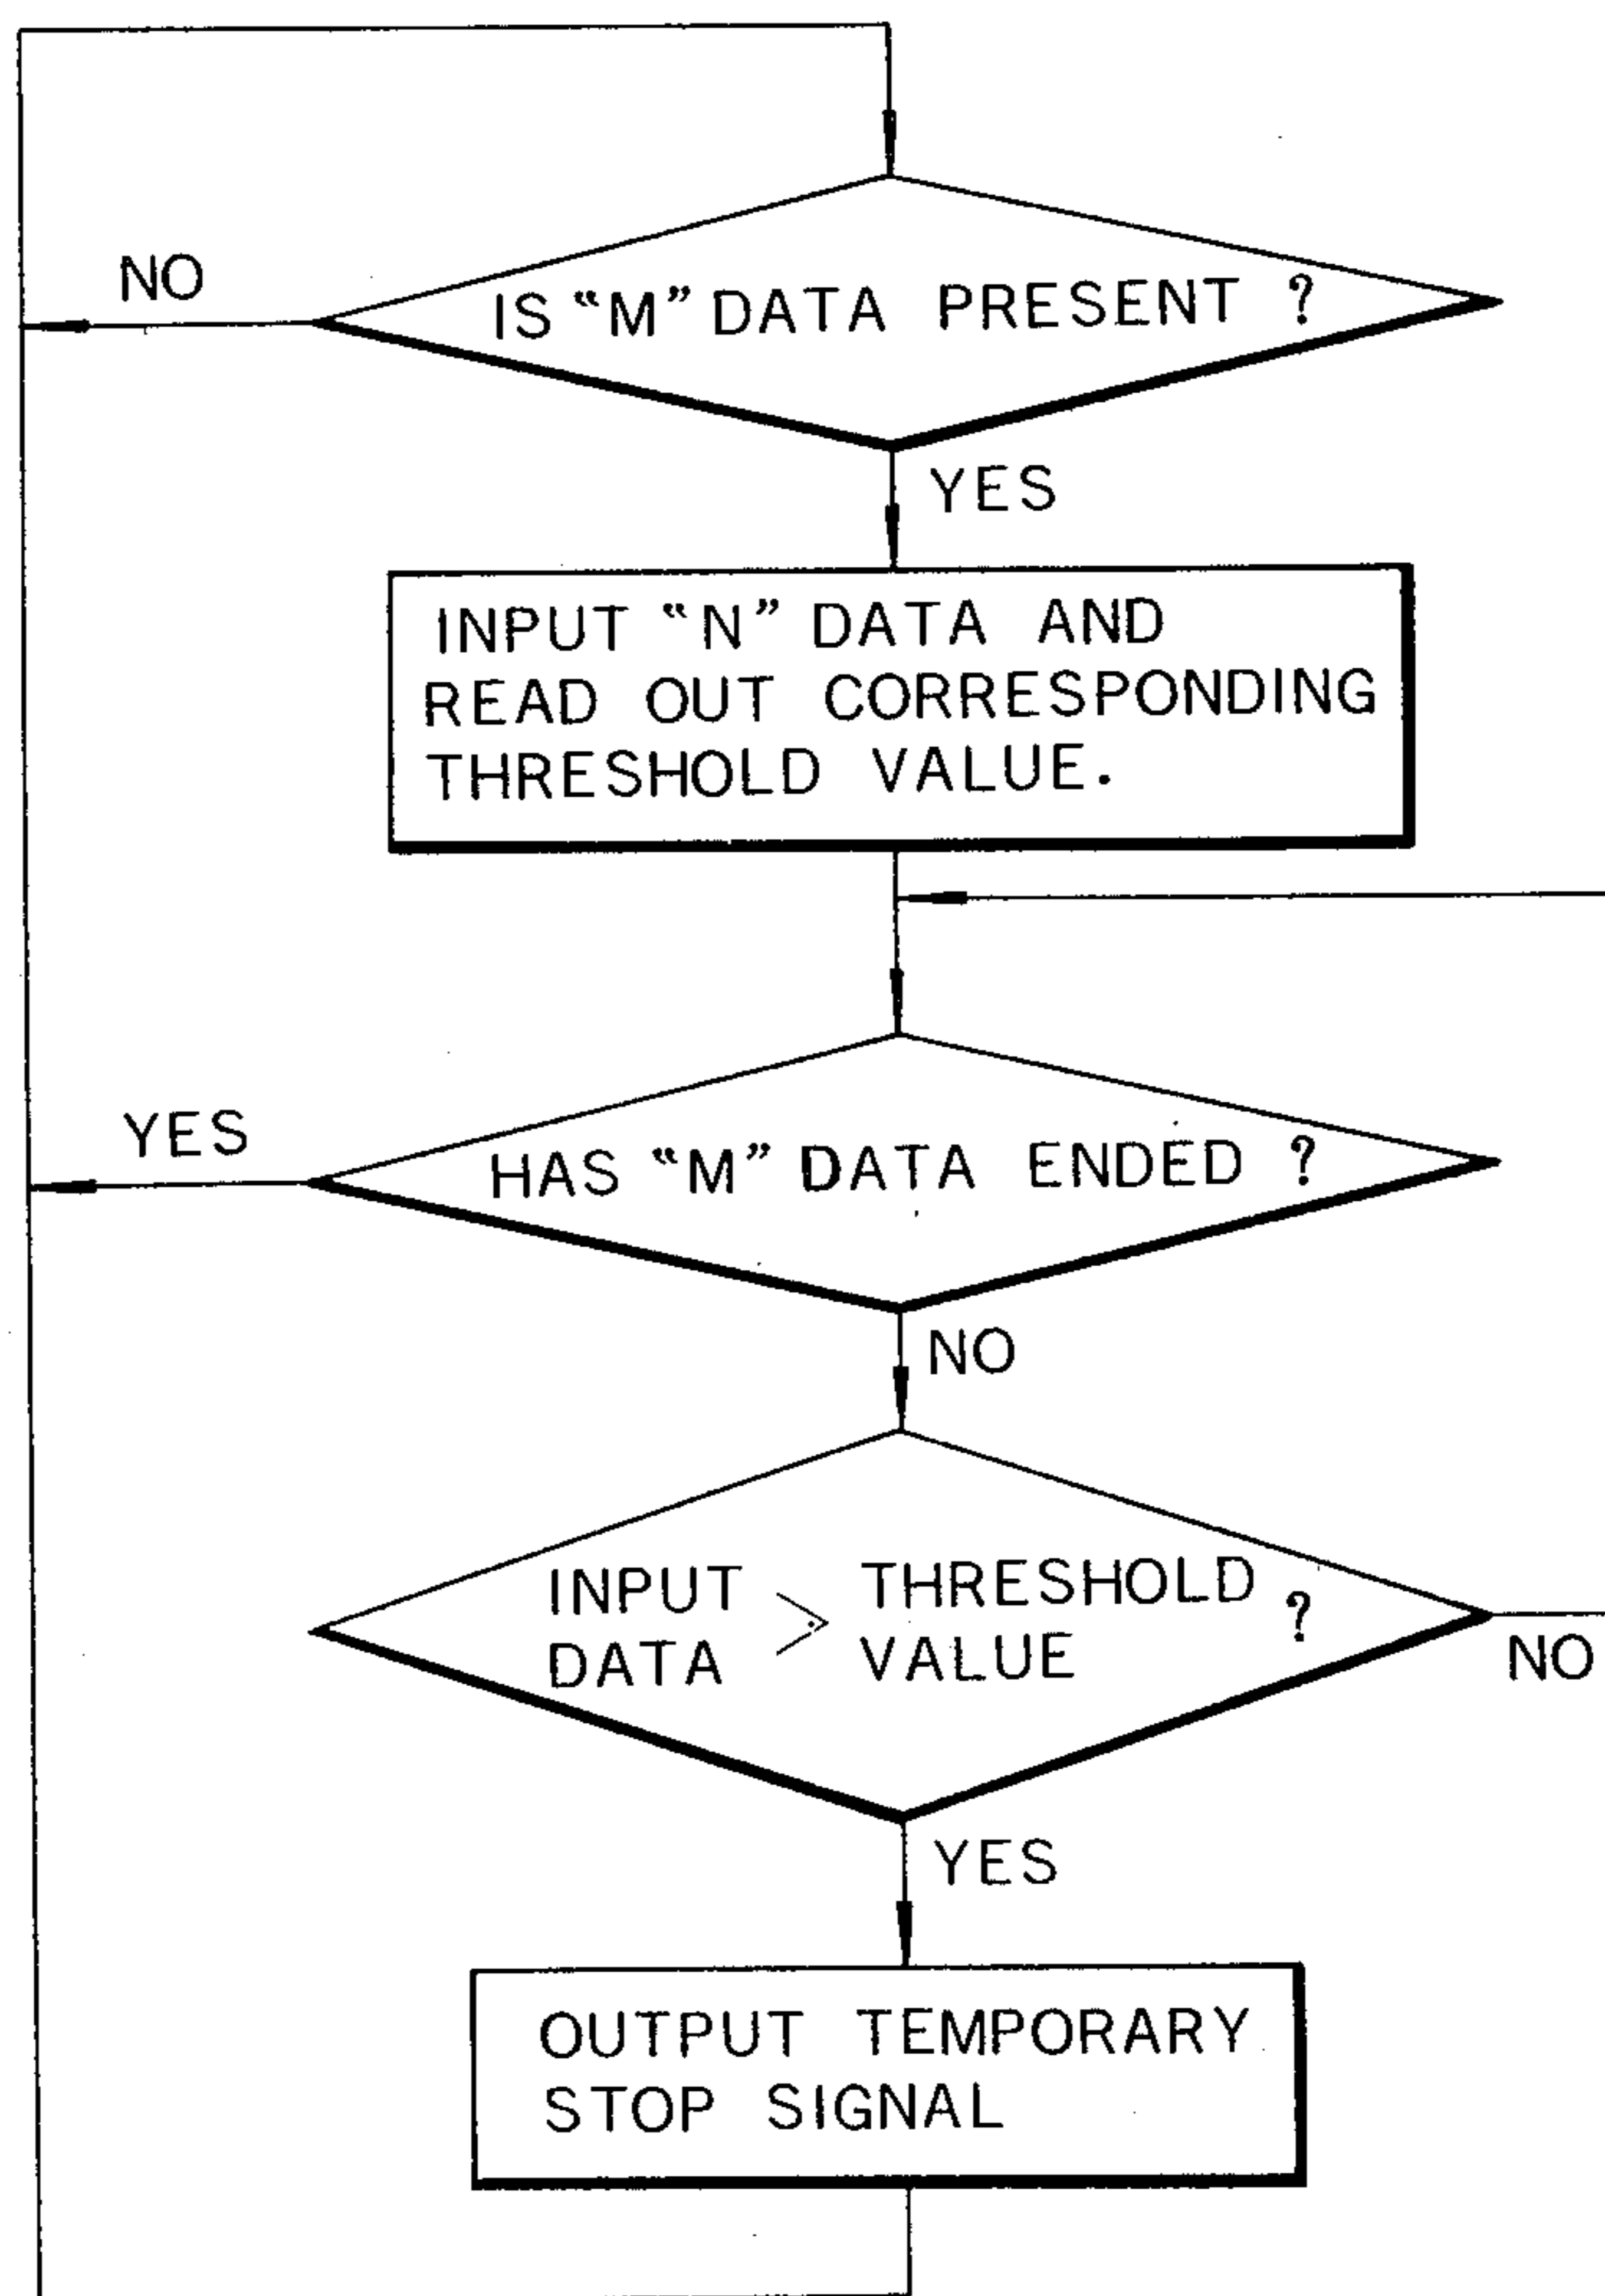 NO
IS “M” DATA PRESENT ?
YES
INPUT “N” DATA AND
READ OUT CORRESPONDING
THRESHOLD VALUE.
YES
HAS “M” DATA ENDED ?
NO
INPUT DATA > THRESHOLD VALUE ?
NO
YES
OUTPUT TEMPORARY
STOP SIGNAL